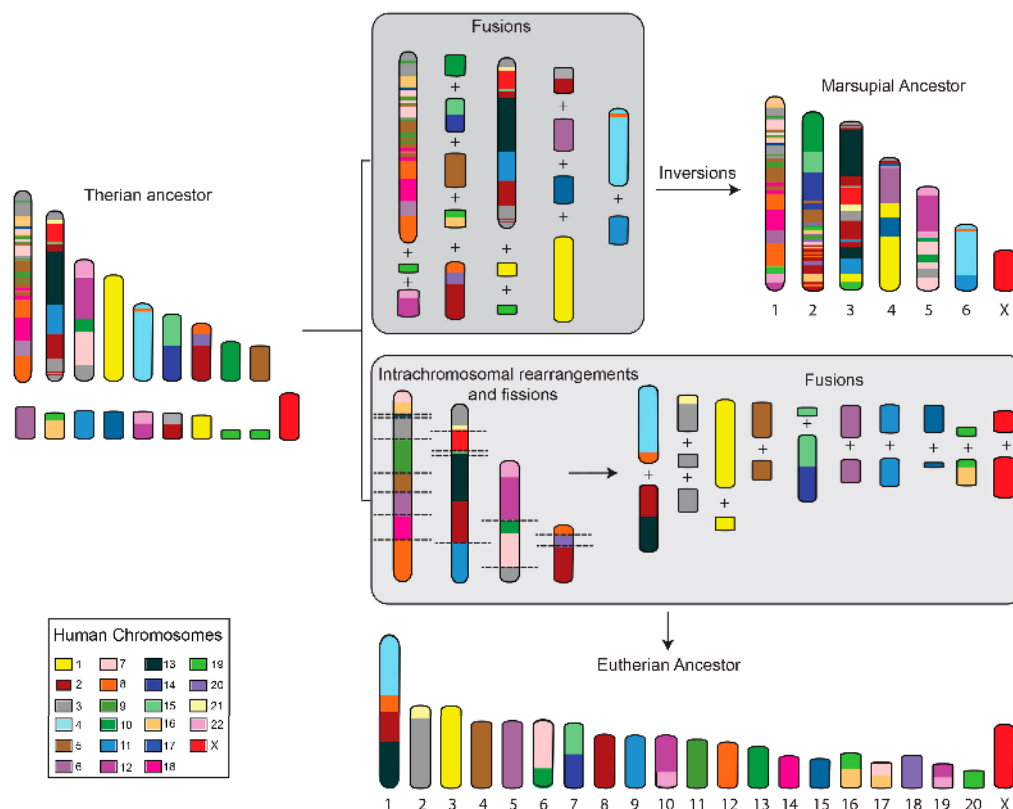 Fusions
+
+
+
+
+
+
+
+
+
+
+
+
Therian ancestor
Inversions
Marsupial Ancestor
1 2 3 4 5 6 X
Intrachromosomal rearrangements
and fissions
Fusions
+
+
+
+
+
+
+
+
+
+
+
Eutherian Ancestor
1 2 3 4 5 6 7 8 9 10 11 12 13 14 15 16 17 18 19 20 X
Human Chromosomes
1 7 13 19
2 8 14 20
3 9 15 21
4 10 16 22
5 11 17 X
6 12 18